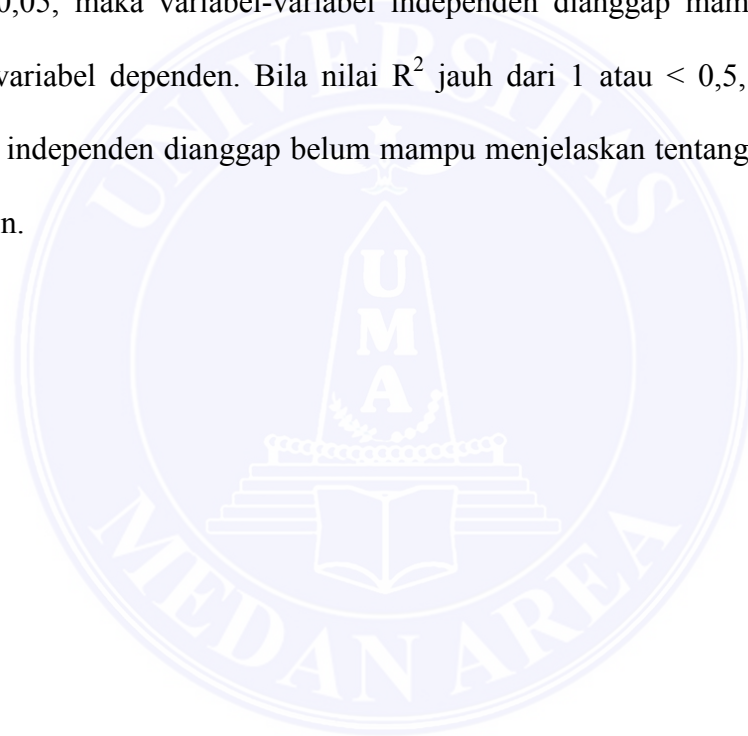 0,05, maka variabel-variabel independen dianggap mam
variabel dependen. Bila nilai R² jauh dari 1 atau < 0,5,
independen dianggap belum mampu menjelaskan tentang
n.
UNIVERSITAS
UMA
MEDAN AREA